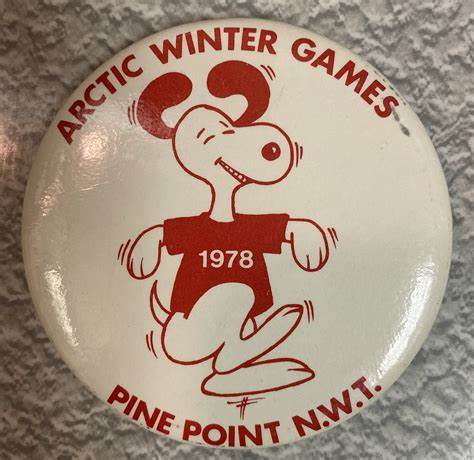 ARCTIC WINTER GAMES
1978
PINE POINT N.W.T.